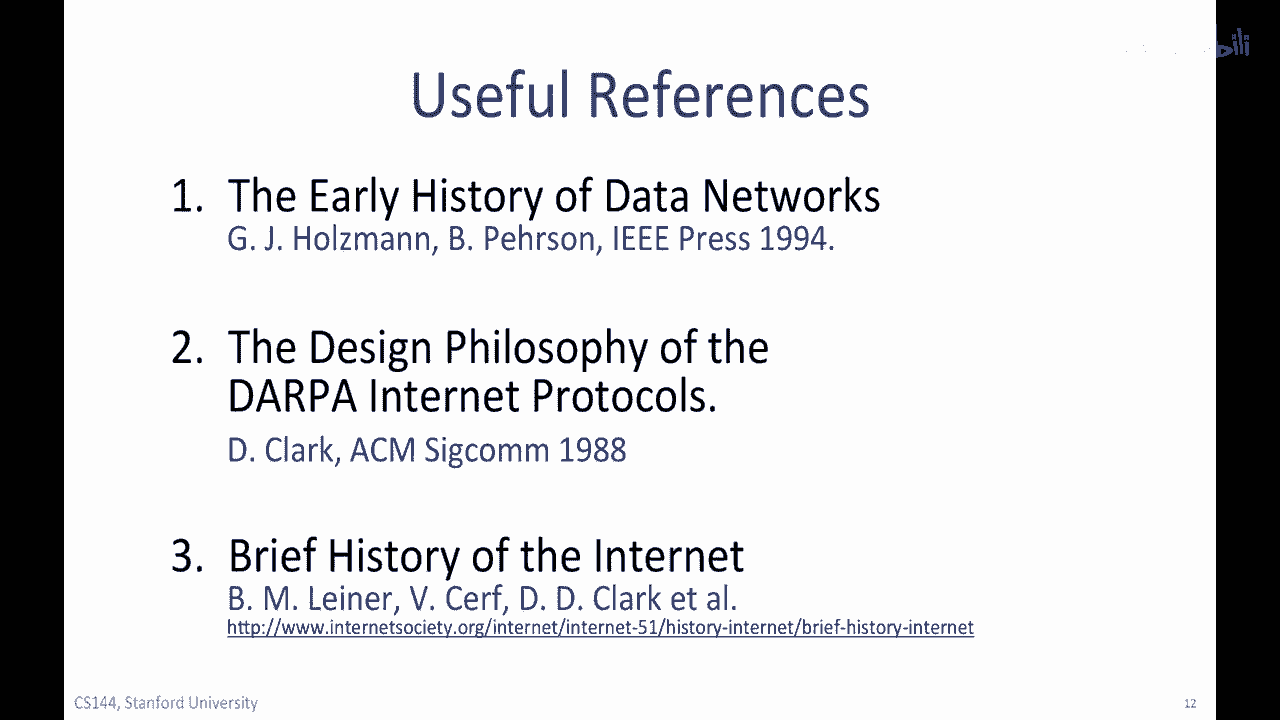 Useful References
1. The Early History of Data Networks
G. J. Holzmann, B. Pehrson, IEEE Press 1994.
2. The Design Philosophy of the
DARPA Internet Protocols.
D. Clark, ACM Sigcomm 1988
3. Brief History of the Internet
B. M. Leiner, V. Cerf, D. D. Clark et al.
http://www.internetsociety.org/internet/internet-51/history-internet/brief-history-internet
CS144, Stanford University
12